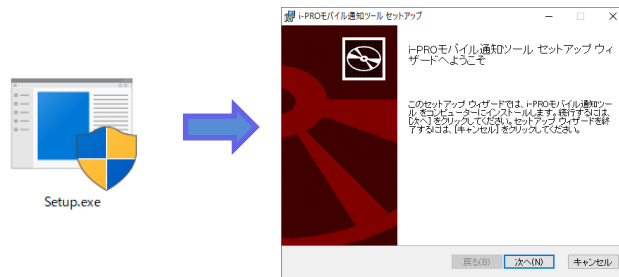 Setup.exe
i-PROモバイル通知ツール セットアップ
i-PROモバイル通知ツール セットアップ ウィ
ザードへようこそ
このセットアップ ウィザードでは、i-PROモバイル通知ツー
ル をコンピューターにインストールします。続行するには、
[次へ] をクリックしてください。セットアップ ウィザードを終
了するには、[キャンセル] をクリックしてください。
戻る(B)
次へ(N)
キャンセル